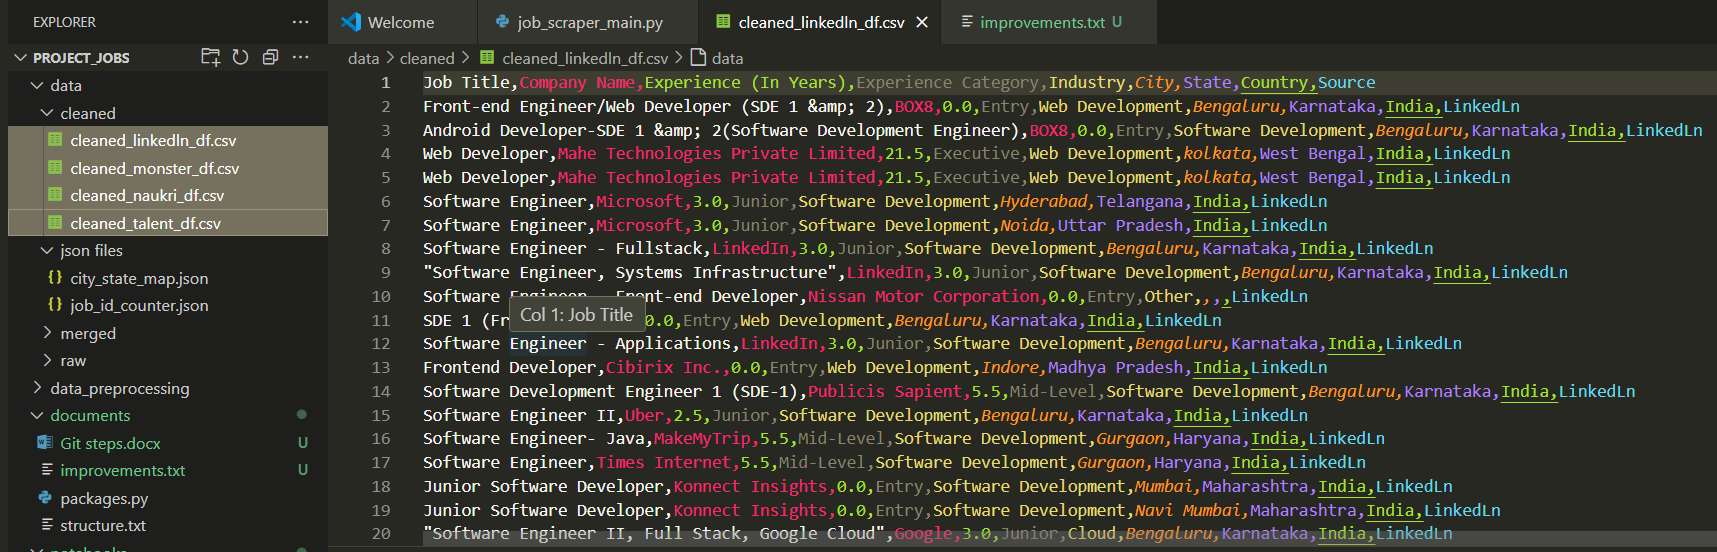 EXPLORER
PROJECT_JOBS
data
cleaned
cleaned_linkedIn_df.csv
cleaned_monster_df.csv
cleaned_naukri_df.csv
cleaned_talent_df.csv
json files
city_state_map.json
job_id_counter.json
merged
raw
data_preprocessing
documents
Git steps.docx U
improvements.txt U
packages.py
structure.txt
Welcome job_scraper_main.py cleaned_linkedIn_df.csv improvements.txt U
data > cleaned > cleaned_linkedIn_df.csv > data
1 Job Title,Company Name,Experience (In Years),Experience Category,Industry,City,State,Country,Source
2 Front-end Engineer/Web Developer (SDE 1 &amp; 2),BOX8,0.0,Entry,Web Development,Bengaluru,Karnataka,India,LinkedLn
3 Android Developer-SDE 1 &amp; 2(Software Development Engineer),BOX8,0.0,Entry,Software Development,Bengaluru,Karnataka,India,LinkedLn
4 Web Developer,Mahe Technologies Private Limited,21.5,Executive,Web Development,kolkata,West Bengal,India,LinkedLn
5 Web Developer,Mahe Technologies Private Limited,21.5,Executive,Web Development,kolkata,West Bengal,India,LinkedLn
6 Software Engineer,Microsoft,3.0,Junior,Software Development,Hyderabad,Telangana,India,LinkedLn
7 Software Engineer,Microsoft,3.0,Junior,Software Development,Noida,Uttar Pradesh,India,LinkedLn
8 Software Engineer - Fullstack,LinkedIn,3.0,Junior,Software Development,Bengaluru,Karnataka,India,LinkedLn
9 "Software Engineer, Systems Infrastructure",LinkedIn,3.0,Junior,Software Development,Bengaluru,Karnataka,India,LinkedLn
10 Software Engineer - Front-end Developer,Nissan Motor Corporation,0.0,Entry,Other,,,,LinkedLn
Col 1: Job Title
11 SDE 1 (Fr 0.0,Entry,Web Development,Bengaluru,Karnataka,India,LinkedLn
12 Software Engineer - Applications,LinkedIn,3.0,Junior,Software Development,Bengaluru,Karnataka,India,LinkedLn
13 Frontend Developer,Cibirix Inc.,0.0,Entry,Web Development,Indore,Madhya Pradesh,India,LinkedLn
14 Software Development Engineer 1 (SDE-1),Publicis Sapient,5.5,Mid-Level,Software Development,Bengaluru,Karnataka,India,LinkedLn
15 Software Engineer II,Uber,2.5,Junior,Software Development,Bengaluru,Karnataka,India,LinkedLn
16 Software Engineer- Java,MakeMyTrip,5.5,Mid-Level,Software Development,Gurgaon,Haryana,India,LinkedLn
17 Software Engineer,Times Internet,5.5,Mid-Level,Software Development,Gurgaon,Haryana,India,LinkedLn
18 Junior Software Developer,Konnect Insights,0.0,Entry,Software Development,Mumbai,Maharashtra,India,LinkedLn
19 Junior Software Developer,Konnect Insights,0.0,Entry,Software Development,Navi Mumbai,Maharashtra,India,LinkedLn
20 "Software Engineer II, Full Stack, Google Cloud",Google,3.0,Junior,Cloud,Bengaluru,Karnataka,India,LinkedLn